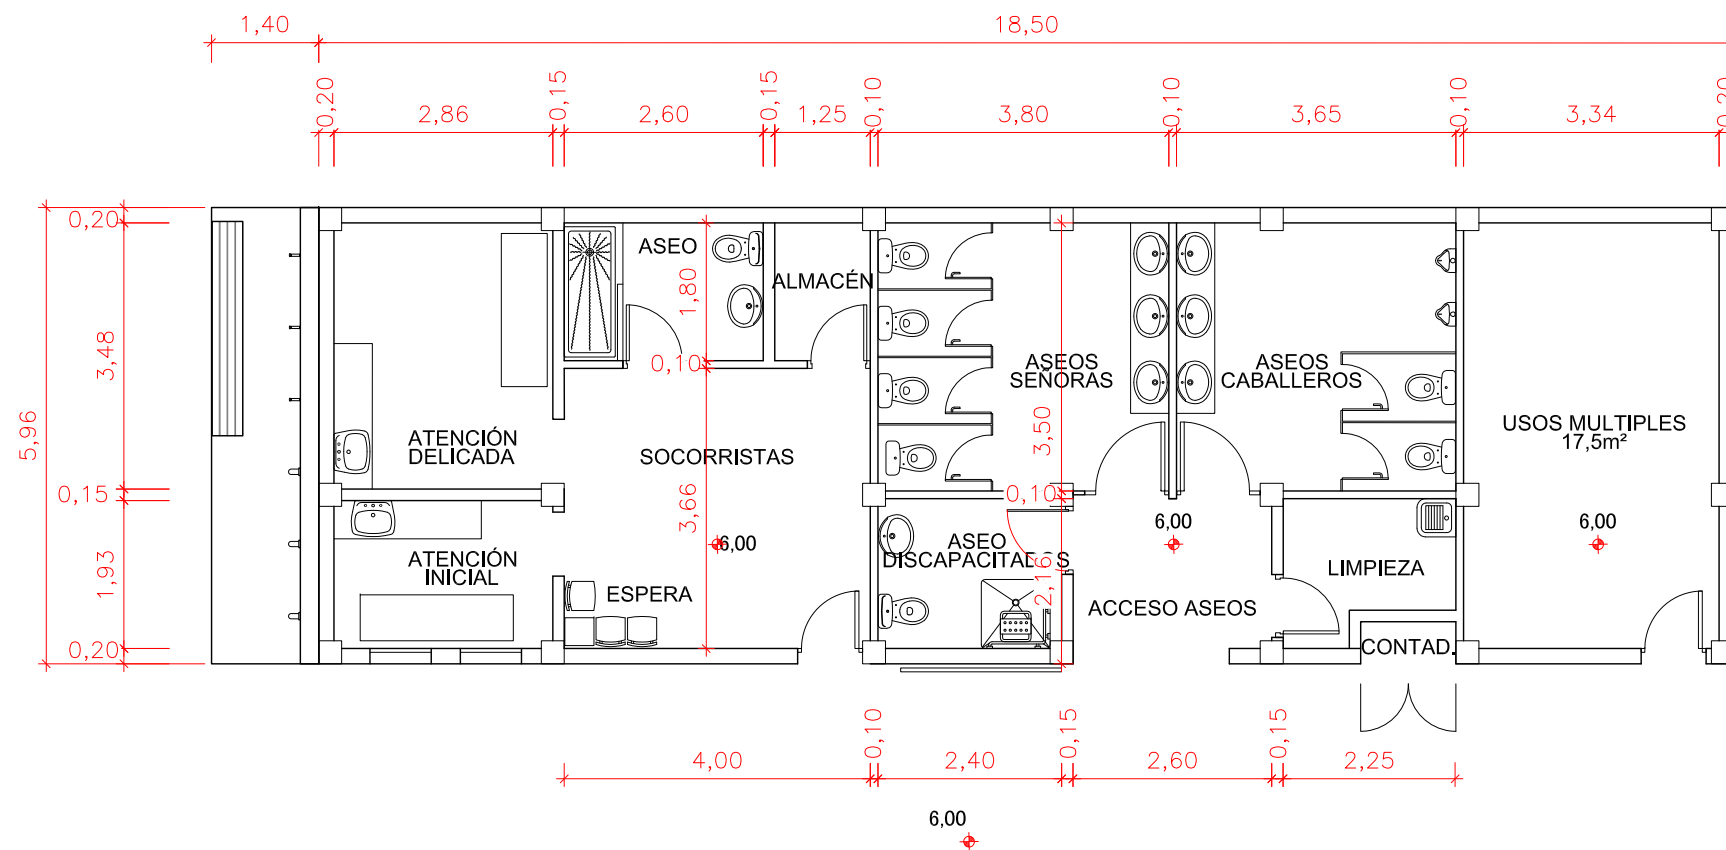 1,40
18,50
0,20
2,86
0,15
2,60
0,15
1,25
0,10
3,80
0,10
3,65
0,10
3,34
0,20
0,20
3,48
5,96
0,15
1,93
0,20
ASEO
1,80
ALMACÉN
0,10
ASEOS
SEÑORAS
ASEOS
CABALLEROS
USOS MULTIPLES
17,5m²
ATENCIÓN
DELICADA
SOCORRISTAS
3,50
3,66
0,10
6,00
6,00
6,00
ATENCIÓN
INICIAL
ASEO
DISCAPACITADOS
LIMPIEZA
ESPERA
2,16
ACCESO ASEOS
CONTAD.
4,00
0,10
2,40
0,15
2,60
0,15
2,25
6,00